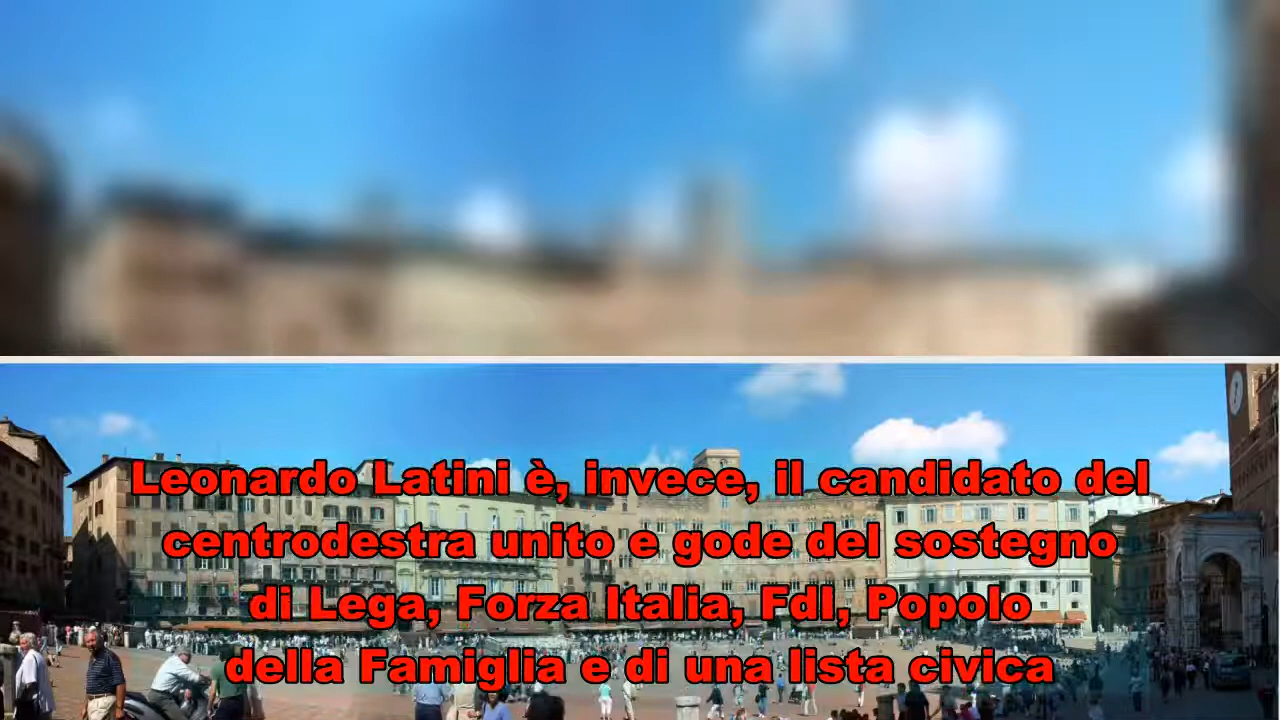 Leonardo Latini è, invece, il candidato del
centrodestra unito e gode del sostegno
di Lega, Forza Italia, FdI, Popolo
della Famiglia e di una lista civica